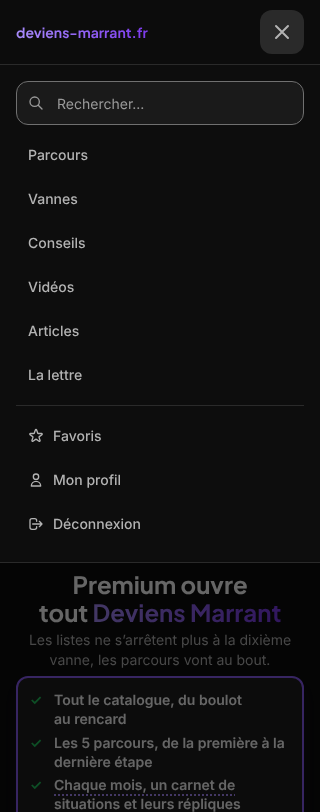 deviens-marrant.fr
Rechercher...
Parcours
Vannes
Conseils
Vidéos
Articles
La lettre
Favoris
Mon profil
Déconnexion
Premium ouvre
tout Deviens Marrant
Les listes ne s'arrêtent plus à la dixième
vanne, les parcours vont au bout.
Tout le catalogue, du boulot
au rencard
Les 5 parcours, de la première à la
dernière étape
Chaque mois, un carnet de
situations et leurs répliques